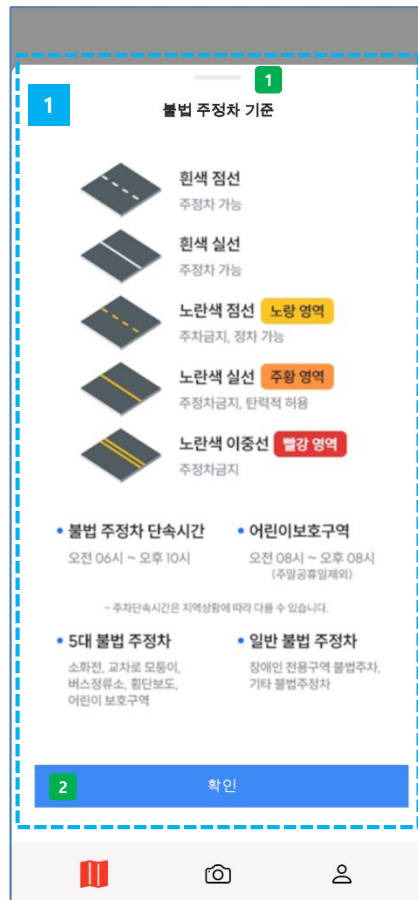 1
1
불법 주정차 기준
흰색 점선
주정차 가능
흰색 실선
주정차 가능
노란색 점선 노랑 영역
주차금지, 정차 가능
노란색 실선 주황 영역
주정차금지, 탄력적 허용
노란색 이중선 빨강 영역
주정차금지
• 불법 주정차 단속시간
오전 06시 ~ 오후 10시
• 어린이보호구역
오전 08시 ~ 오후 08시
(주말공휴일제외)
- 주차단속시간은 지역상황에 따라 다를 수 있습니다.
• 5대 불법 주정차
소화전, 교차로 모퉁이,
버스정류소, 횡단보도,
어린이 보호구역
• 일반 불법 주정차
장애인 전용구역 불법주차,
기타 불법주정차
2
확인